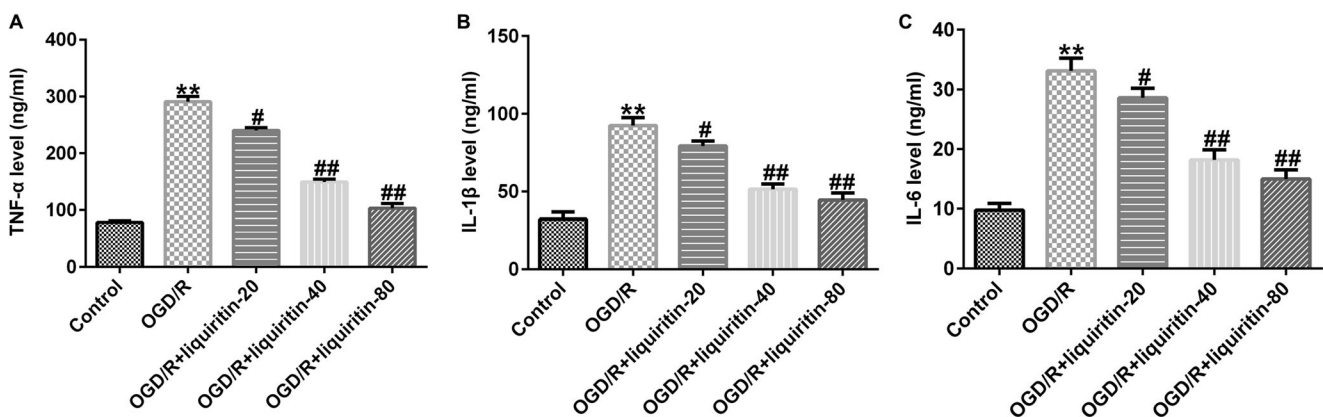 A
TNF-α level (ng/ml)
400
300
200
100
0
**
#
##
##
Control
OGD/R
OGD/R+liquiritin-20
OGD/R+liquiritin-40
OGD/R+liquiritin-80
B
IL-1β level (ng/ml)
150
100
50
0
**
#
##
##
Control
OGD/R
OGD/R+liquiritin-20
OGD/R+liquiritin-40
OGD/R+liquiritin-80
C
IL-6 level (ng/ml)
40
30
20
10
0
**
#
##
##
Control
OGD/R
OGD/R+liquiritin-20
OGD/R+liquiritin-40
OGD/R+liquiritin-80